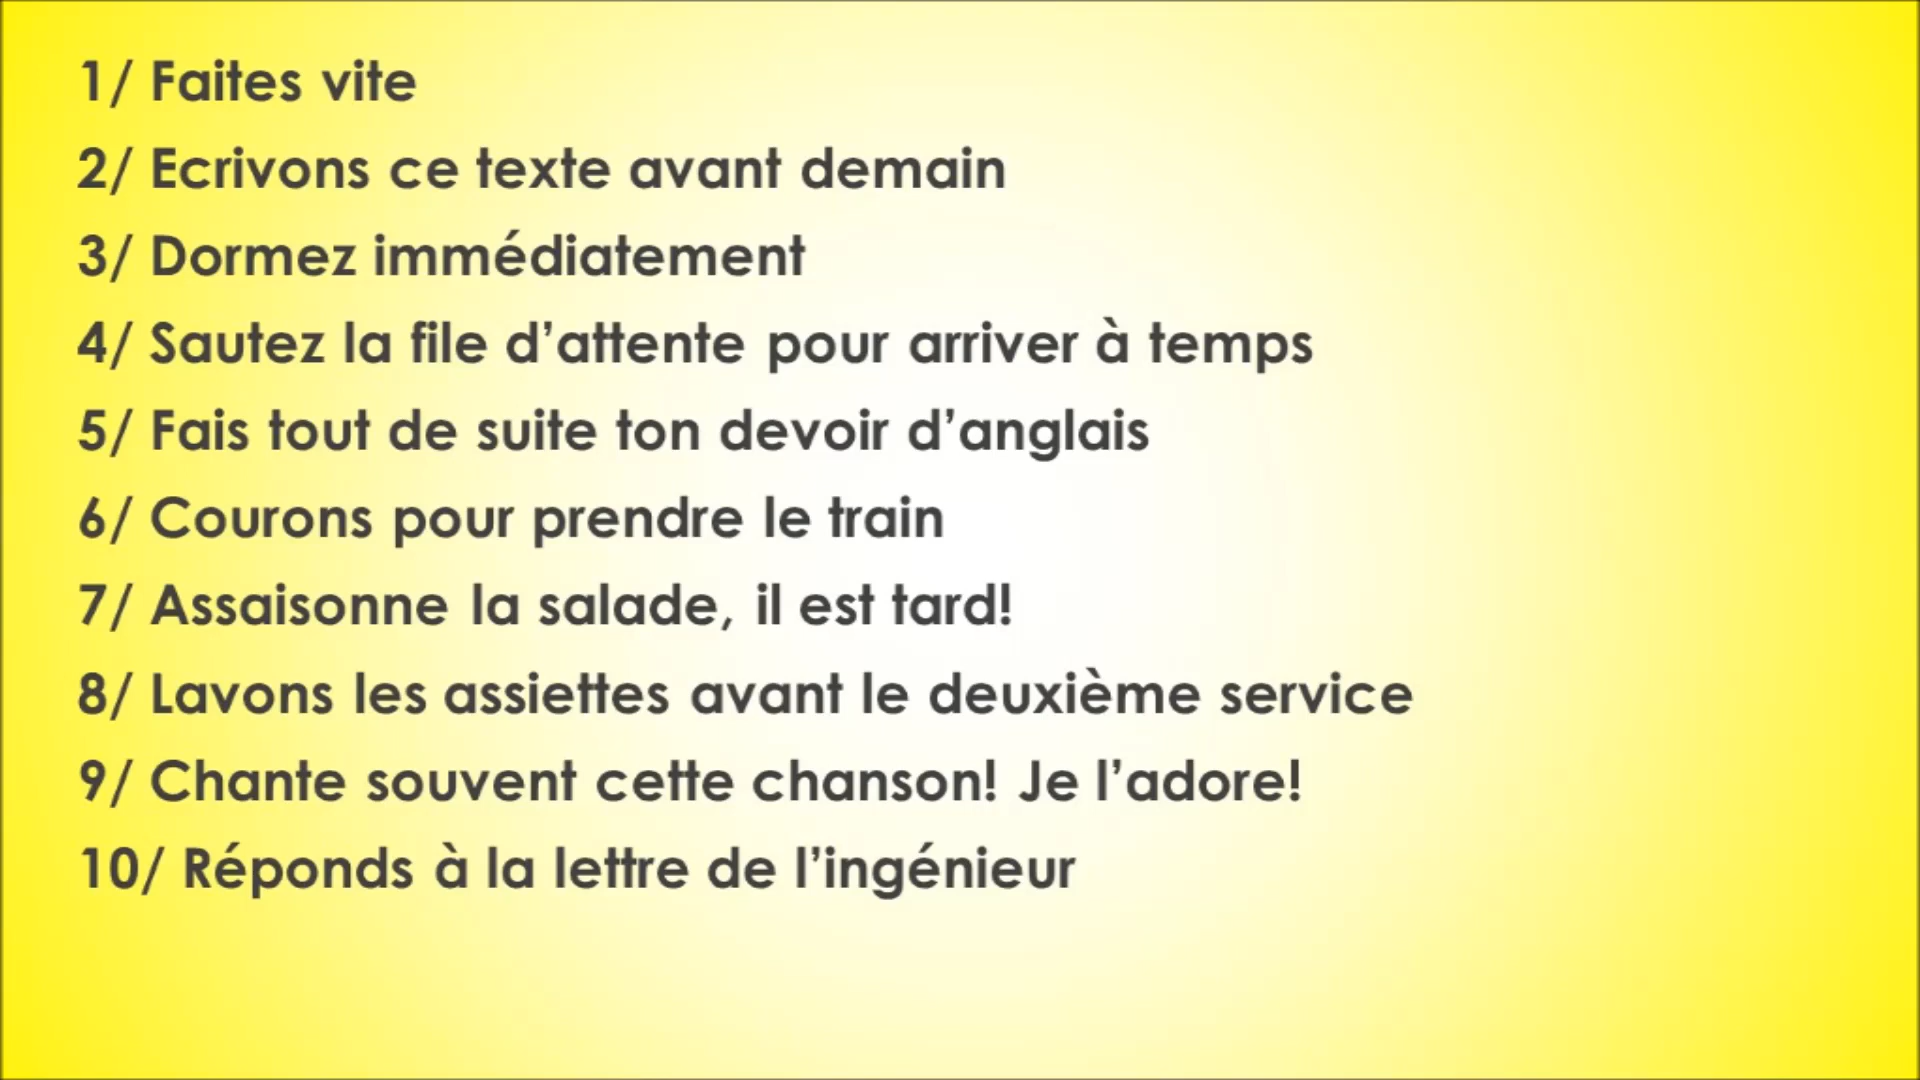 1/ Faites vite
2/ Ecrivons ce texte avant demain
3/ Dormez immédiatement
4/ Sautez la file d’attente pour arriver à temps
5/ Fais tout de suite ton devoir d’anglais
6/ Courons pour prendre le train
7/ Assaisonne la salade, il est tard!
8/ Lavons les assiettes avant le deuxième service
9/ Chante souvent cette chanson! Je l’adore!
10/ Réponds à la lettre de l’ingénieur